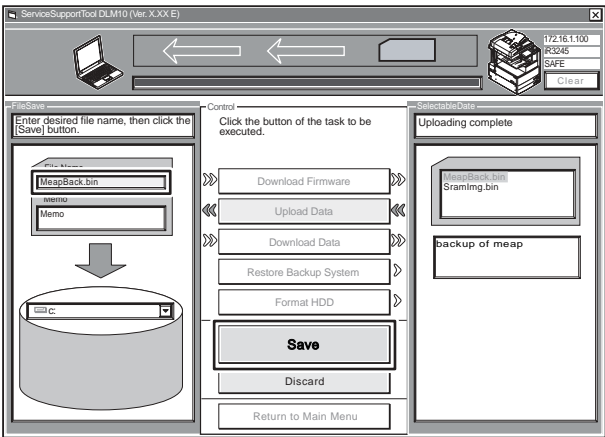 ServiceSupportTool DLM10 (Ver. X.XX E)
172.16.1.100
iR3245
SAFE
Clear
FileSave
Enter desired file name, then click the
[Save] button.
File Name
MeapBack.bin
Memo
Memo
C:
Control
Click the button of the task to be
executed.
Download Firmware
Upload Data
Download Data
Restore Backup System
Format HDD
Save
Discard
Return to Main Menu
SelectableDate
Uploading complete
MeapBack.bin
SramImg.bin
backup of meap